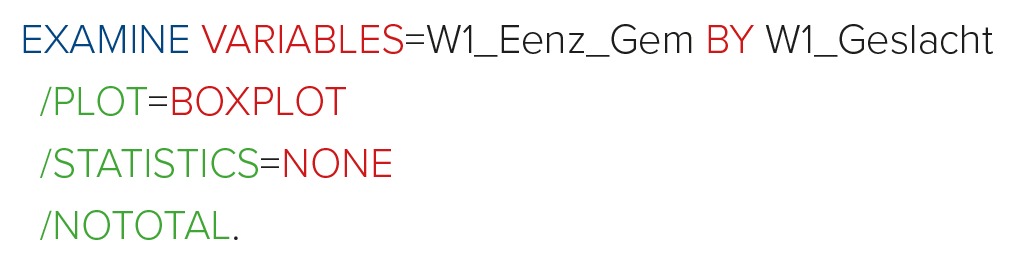 EXAMINE VARIABLES=W1_Eenz_Gem BY W1_Geslacht
/PLOT=BOXPLOT
/STATISTICS=NONE
/NOTOTAL.